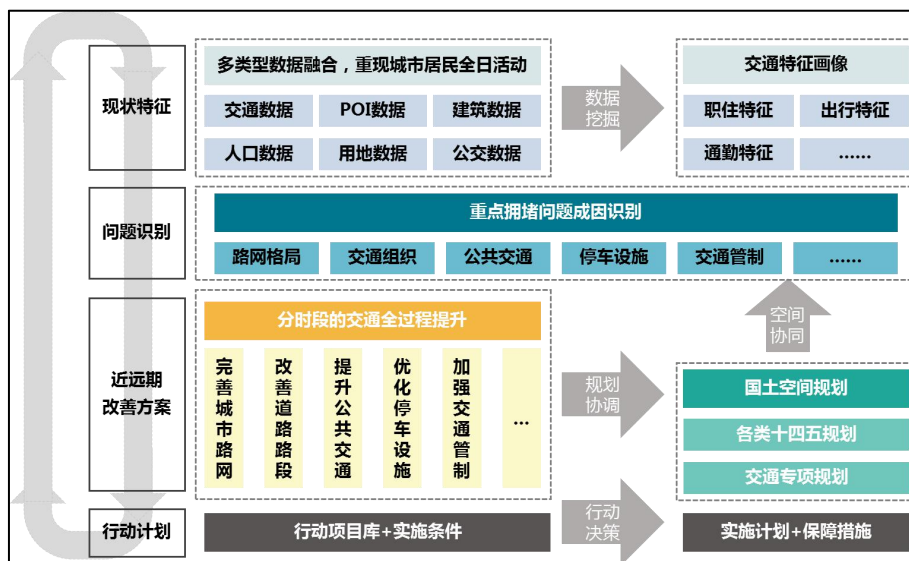 现状特征
多类型数据融合，重现城市居民全日活动
交通数据
POI数据
建筑数据
人口数据
用地数据
公交数据
数据
挖掘
交通特征画像
职住特征
出行特征
通勤特征
......
问题识别
重点拥堵问题成因识别
路网格局
交通组织
公共交通
停车设施
交通管制
......
空间
协同
近远期
改善方案
分时段的交通全过程提升
完善城市路网
改善道路路段
提升公共交通
优化停车设施
加强交通管制
...
规划
协调
国土空间规划
各类十四五规划
交通专项规划
行动计划
行动项目库+实施条件
行动
决策
实施计划+保障措施